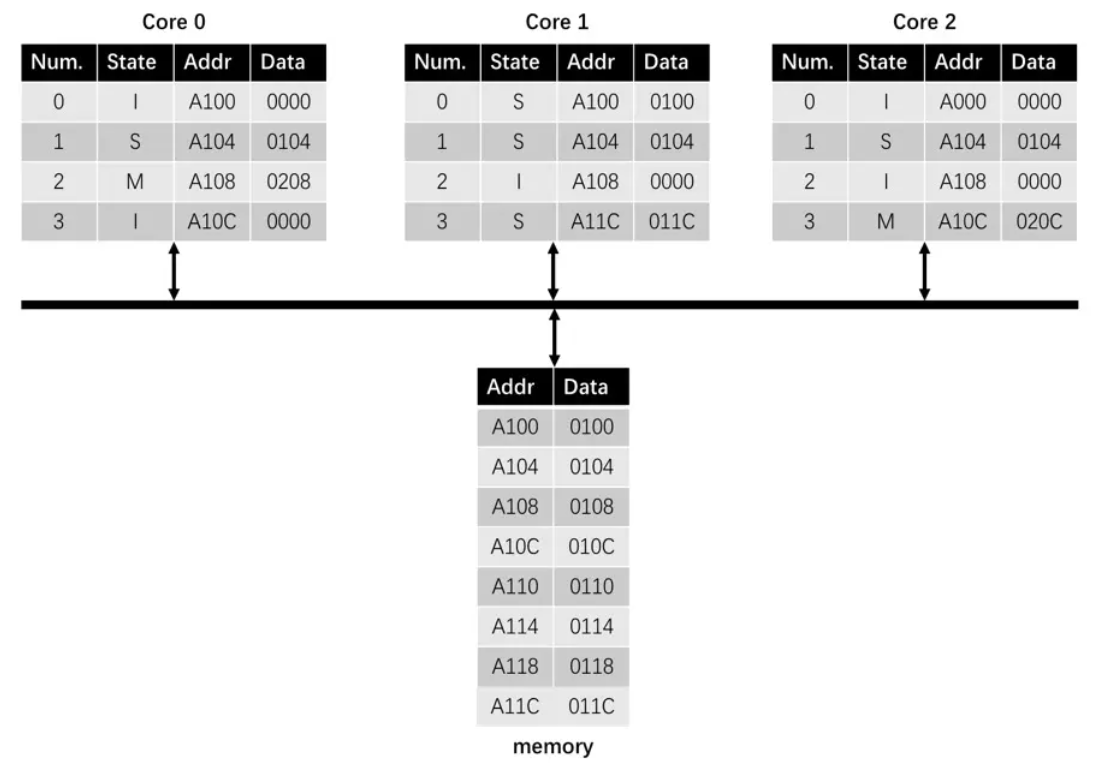 Core 0
Num. State Addr Data
0 I A100 0000
1 S A104 0104
2 M A108 0208
3 I A10C 0000
Core 1
Num. State Addr Data
0 S A100 0100
1 S A104 0104
2 I A108 0000
3 S A11C 011C
Core 2
Num. State Addr Data
0 I A000 0000
1 S A104 0104
2 I A108 0000
3 M A10C 020C
Addr Data
A100 0100
A104 0104
A108 0108
A10C 010C
A110 0110
A114 0114
A118 0118
A11C 011C
memory